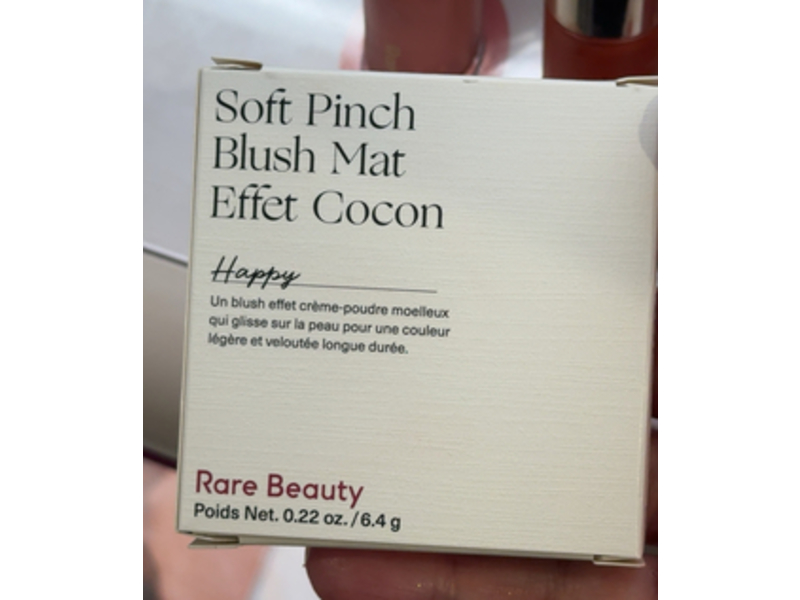 Soft Pinch
Blush Mat
Effet Cocon
Happy
Un blush effet crème-poudre moelleux
qui glisse sur la peau pour une couleur
légère et veloutée longue durée.
Rare Beauty
Poids Net. 0.22 oz. / 6.4 g